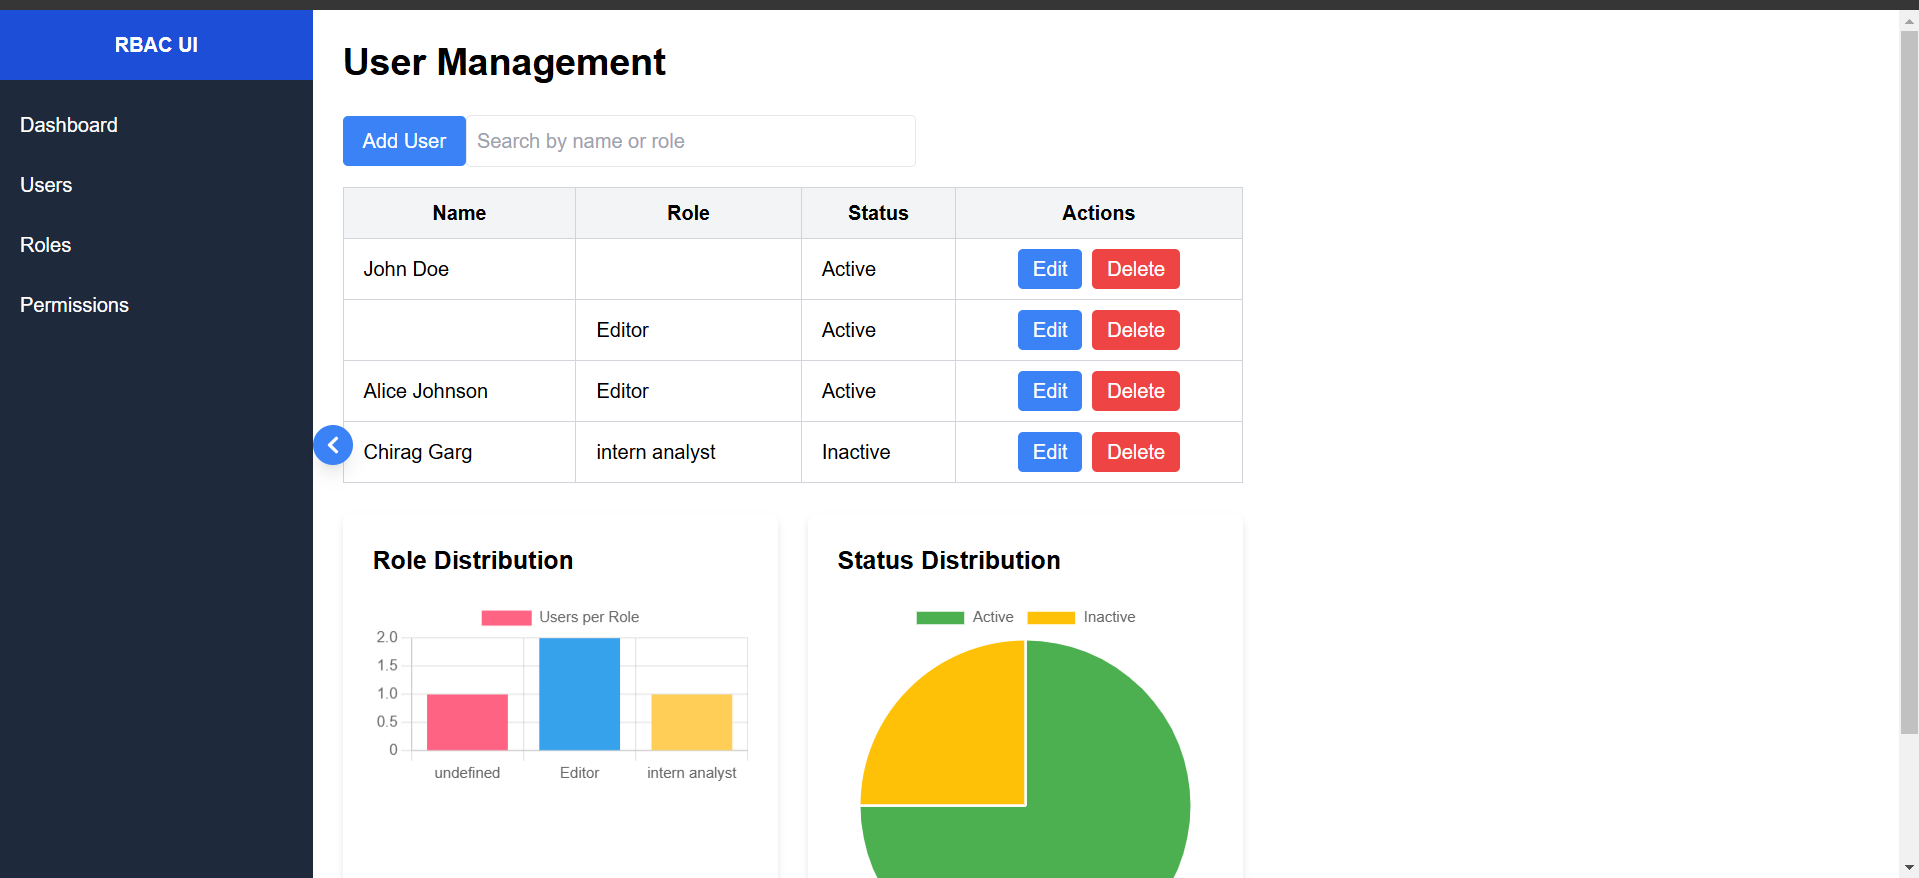 RBAC UI
Dashboard
Users
Roles
Permissions
User Management
Add User Search by name or role
Name Role Status Actions
John Doe Active Edit Delete
Editor Active Edit Delete
Alice Johnson Editor Active Edit Delete
Chirag Garg intern analyst Inactive Edit Delete
Role Distribution
Users per Role
2.0
1.5
1.0
0.5
0
undefined Editor intern analyst
Status Distribution
Active Inactive